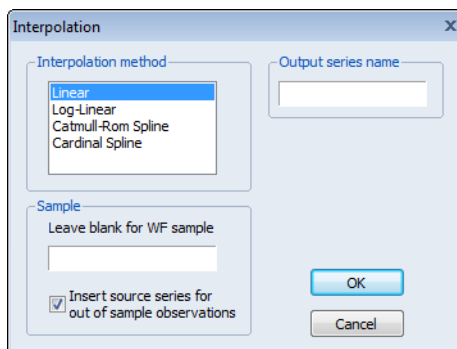 Interpolation
x
Interpolation method
Linear
Log-Linear
Catmull-Rom Spline
Cardinal Spline
Output series name
Sample
Leave blank for WF sample
Insert source series for
out of sample observations
OK
Cancel